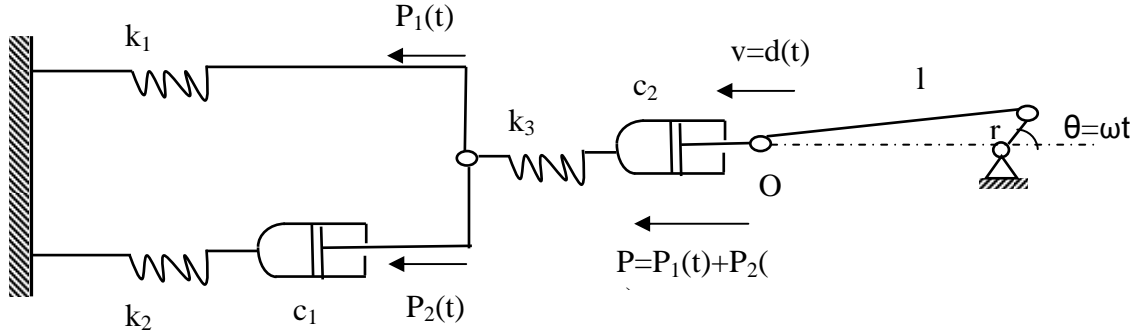 P₁(t)
k₁
v=d(t)
c₂
l
k₃
r
θ=ωt
O
P=P₁(t)+P₂(
k₂
c₁
P₂(t)